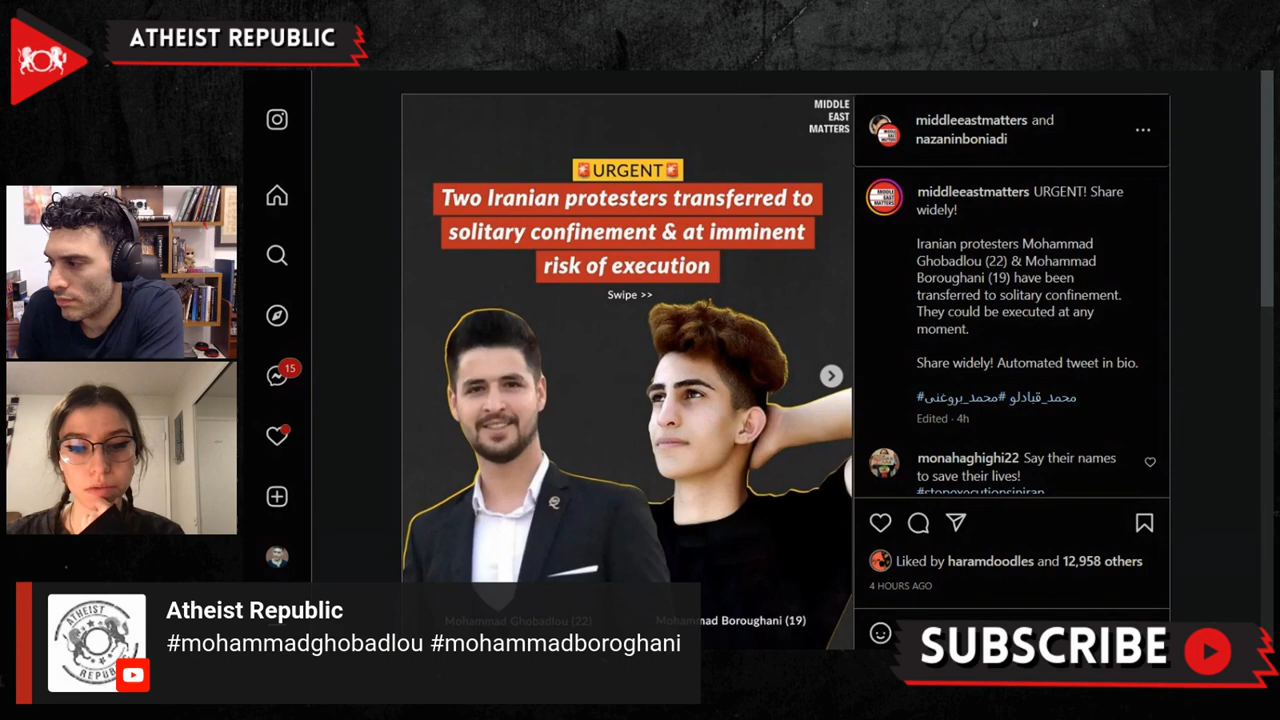 ATHEIST REPUBLIC
MIDDLE
EAST
MATTERS
URGENT
Two Iranian protesters transferred to
solitary confinement & at imminent
risk of execution
Swipe >>
Mohammad Ghobadlou (22)
Mohammad Boroughani (19)
15
middleeastmatters and
nazaninboniadi
middleeastmatters URGENT! Share
widely!
Iranian protesters Mohammad
Ghobadlou (22) & Mohammad
Boroughani (19) have been
transferred to solitary confinement.
They could be executed at any
moment.
Share widely! Automated tweet in bio.
#محمد_قبادلو #محمد_بروغنی
Edited · 4h
monahaghighi22 Say their names
to save their lives!
#stopexecutionsiniran
Liked by haramdoodles and 12,958 others
4 HOURS AGO
Atheist Republic
#mohammadghobadlou #mohammadboroghani
ATHEIST
REPUB
SUBSCRIBE